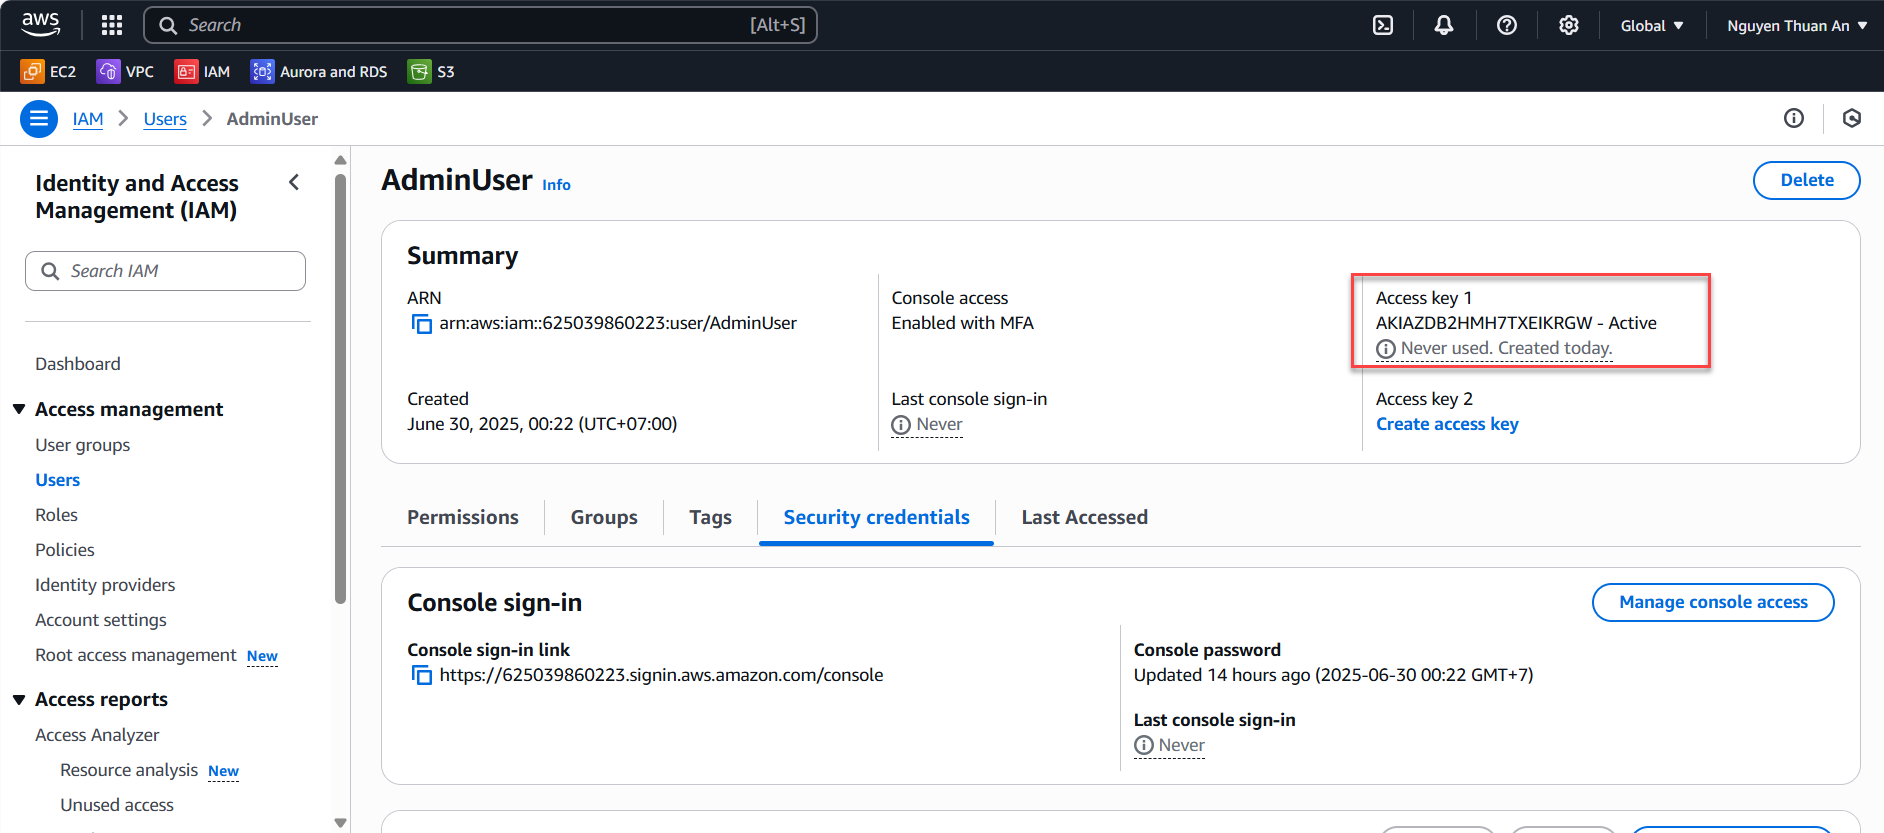 aws
Search [Alt+S]
Global
Nguyen Thuan An
EC2 VPC IAM Aurora and RDS S3
IAM Users AdminUser
Identity and Access
Management (IAM)
Search IAM
Dashboard
Access management
User groups
Users
Roles
Policies
Identity providers
Account settings
Root access management New
Access reports
Access Analyzer
Resource analysis New
Unused access
AdminUser Info
Delete
Summary
ARN
arn:aws:iam::625039860223:user/AdminUser
Console access
Enabled with MFA
Access key 1
AKIAZDB2HMH7TXEIKRGW - Active
Never used. Created today.
Created
June 30, 2025, 00:22 (UTC+07:00)
Last console sign-in
Never
Access key 2
Create access key
Permissions
Groups
Tags
Security credentials
Last Accessed
Console sign-in
Manage console access
Console sign-in link
https://625039860223.signin.aws.amazon.com/console
Console password
Updated 14 hours ago (2025-06-30 00:22 GMT+7)
Last console sign-in
Never